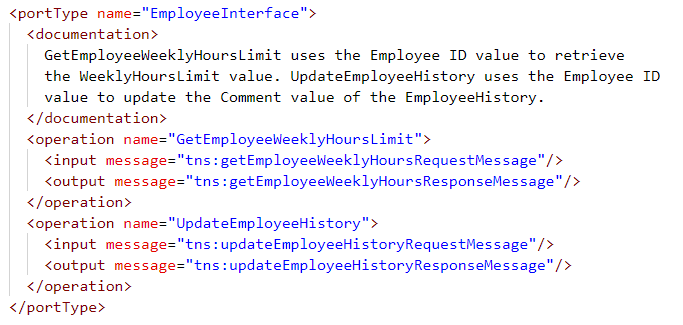 <portType name="EmployeeInterface">
<documentation>
GetEmployeeWeeklyHoursLimit uses the Employee ID value to retrieve
the WeeklyHoursLimit value. UpdateEmployeeHistory uses the Employee ID
value to update the Comment value of the EmployeeHistory.
</documentation>
<operation name="GetEmployeeWeeklyHoursLimit">
<input message="tns:getEmployeeWeeklyHoursRequestMessage"/>
<output message="tns:getEmployeeWeeklyHoursResponseMessage"/>
</operation>
<operation name="UpdateEmployeeHistory">
<input message="tns:updateEmployeeHistoryRequestMessage"/>
<output message="tns:updateEmployeeHistoryResponseMessage"/>
</operation>
</portType>